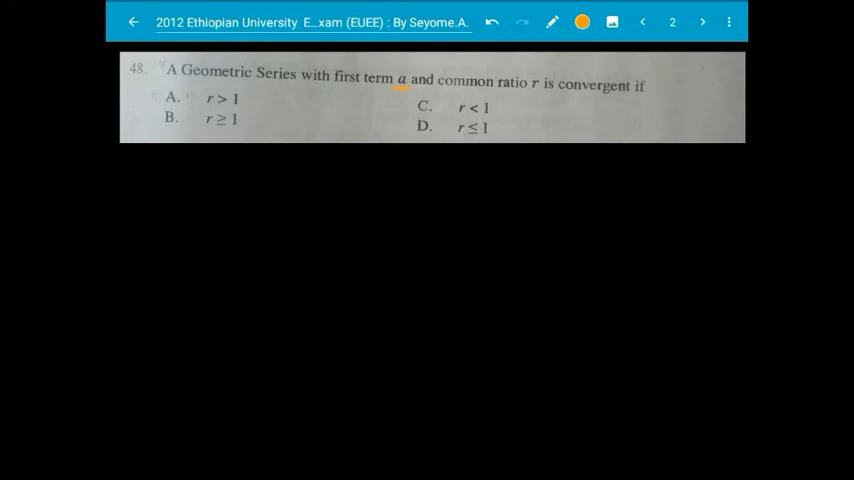 2012 Ethiopian University E...xam (EUEE) : By Seyome.A.
2
48. A Geometric Series with first term a and common ratio r is convergent if
A. r > 1
B. r ≥ 1
C. r < 1
D. r ≤ 1